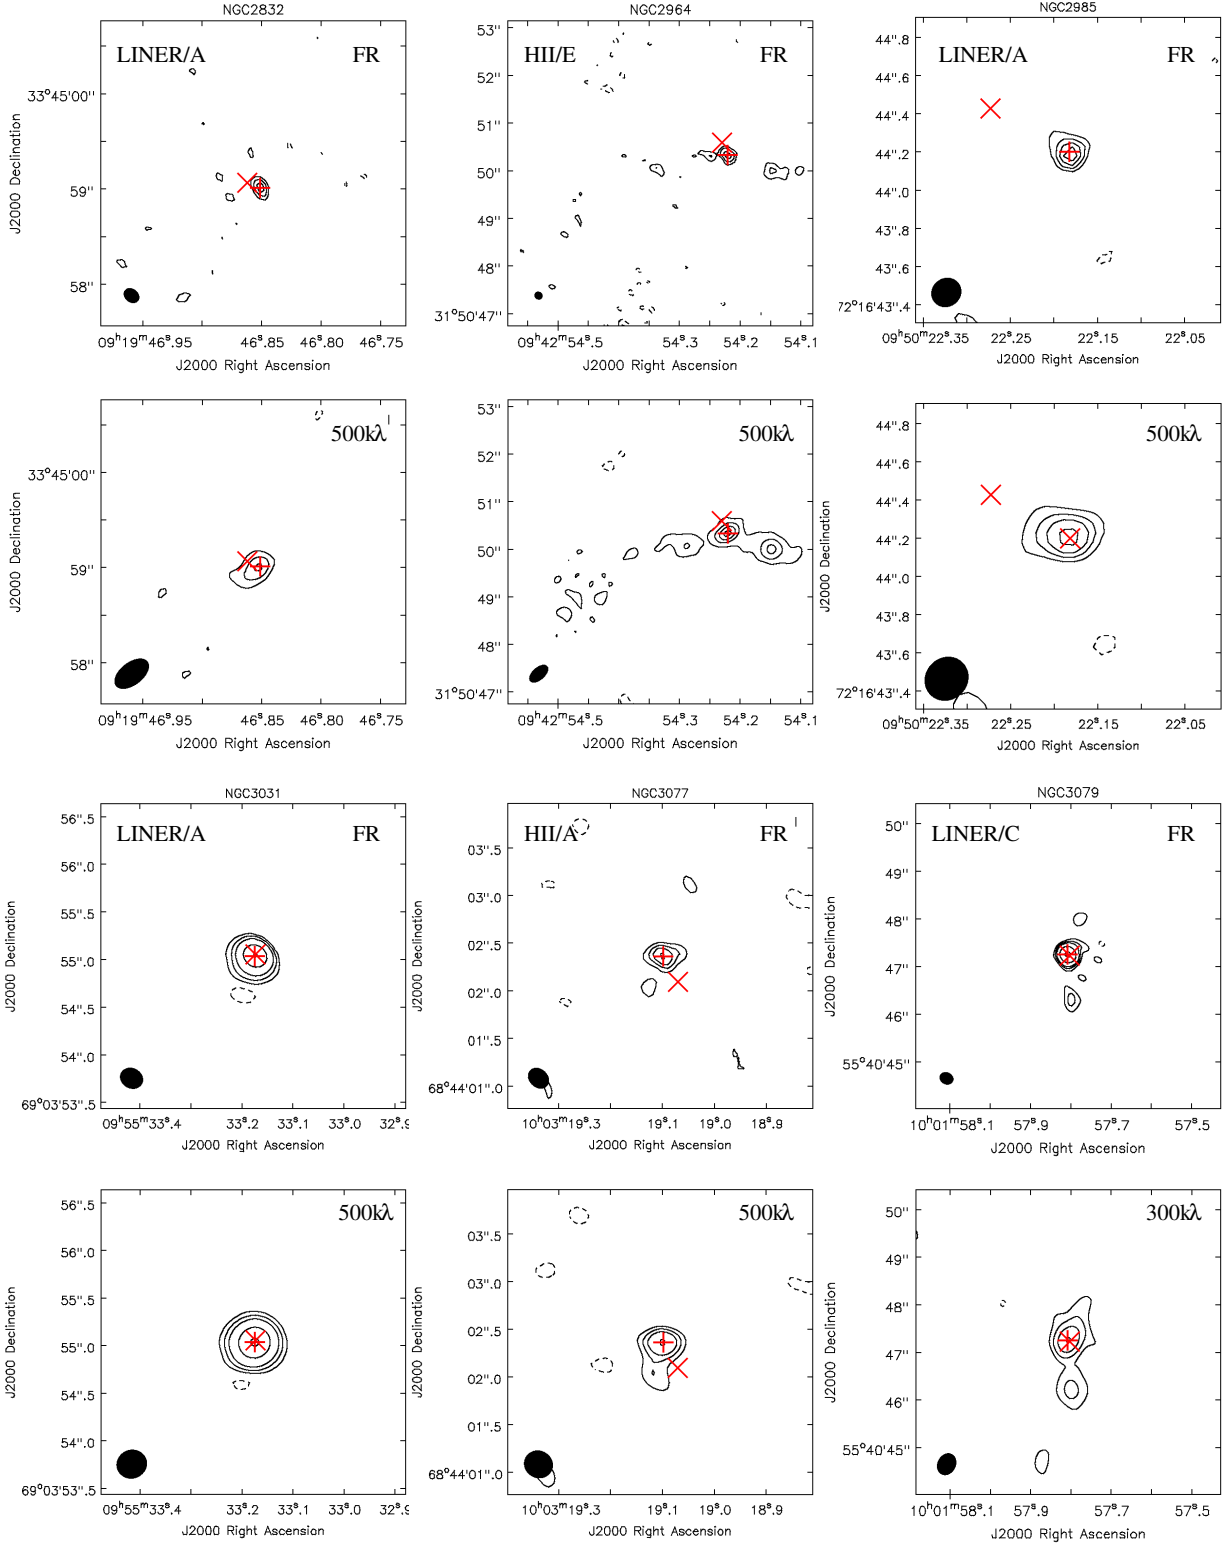 NGC2832
LINER/A FR
J2000 Declination
33°45'00"
59"
58"
09ʰ19ᵐ46ˢ.95 46ˢ.85 46ˢ.80 46ˢ.75
J2000 Right Ascension
NGC2964
HII/E FR
53"
52"
51"
50"
49"
48"
31°50'47"
09ʰ42ᵐ54ˢ.5 54ˢ.3 54ˢ.2 54ˢ.1
J2000 Right Ascension
NGC2985
LINER/A FR
J2000 Declination
44".8
44".6
44".4
44".2
44".0
43".8
43".6
72°16'43".4
09ʰ50ᵐ22ˢ.35 22ˢ.25 22ˢ.15 22ˢ.05
J2000 Right Ascension
500kλ
J2000 Declination
33°45'00"
59"
58"
09ʰ19ᵐ46ˢ.95 46ˢ.85 46ˢ.80 46ˢ.75
J2000 Right Ascension
500kλ
53"
52"
51"
50"
49"
48"
31°50'47"
09ʰ42ᵐ54ˢ.5 54ˢ.3 54ˢ.2 54ˢ.1
J2000 Right Ascension
500kλ
J2000 Declination
44".8
44".6
44".4
44".2
44".0
43".8
43".6
72°16'43".4
09ʰ50ᵐ22ˢ.35 22ˢ.25 22ˢ.15 22ˢ.05
J2000 Right Ascension
NGC3031
LINER/A FR
J2000 Declination
56".5
56".0
55".5
55".0
54".5
54".0
69°03'53".5
09ʰ55ᵐ33ˢ.4 33ˢ.2 33ˢ.1 33ˢ.0 32ˢ.9
J2000 Right Ascension
NGC3077
HII/A FR
J2000 Declination
03".5
03".0
02".5
02".0
01".5
68°44'01".0
10ʰ03ᵐ19ˢ.3 19ˢ.1 19ˢ.0 18ˢ.9
J2000 Right Ascension
NGC3079
LINER/C FR
J2000 Declination
50"
49"
48"
47"
46"
55°40'45"
10ʰ01ᵐ58ˢ.1 57ˢ.9 57ˢ.7 57ˢ.5
J2000 Right Ascension
500kλ
J2000 Declination
56".5
56".0
55".5
55".0
54".5
54".0
69°03'53".5
09ʰ55ᵐ33ˢ.4 33ˢ.2 33ˢ.1 33ˢ.0 32ˢ.9
J2000 Right Ascension
500kλ
J2000 Declination
03".5
03".0
02".5
02".0
01".5
68°44'01".0
10ʰ03ᵐ19ˢ.3 19ˢ.1 19ˢ.0 18ˢ.9
J2000 Right Ascension
300kλ
J2000 Declination
50"
49"
48"
47"
46"
55°40'45"
10ʰ01ᵐ58ˢ.1 57ˢ.9 57ˢ.7 57ˢ.5
J2000 Right Ascension